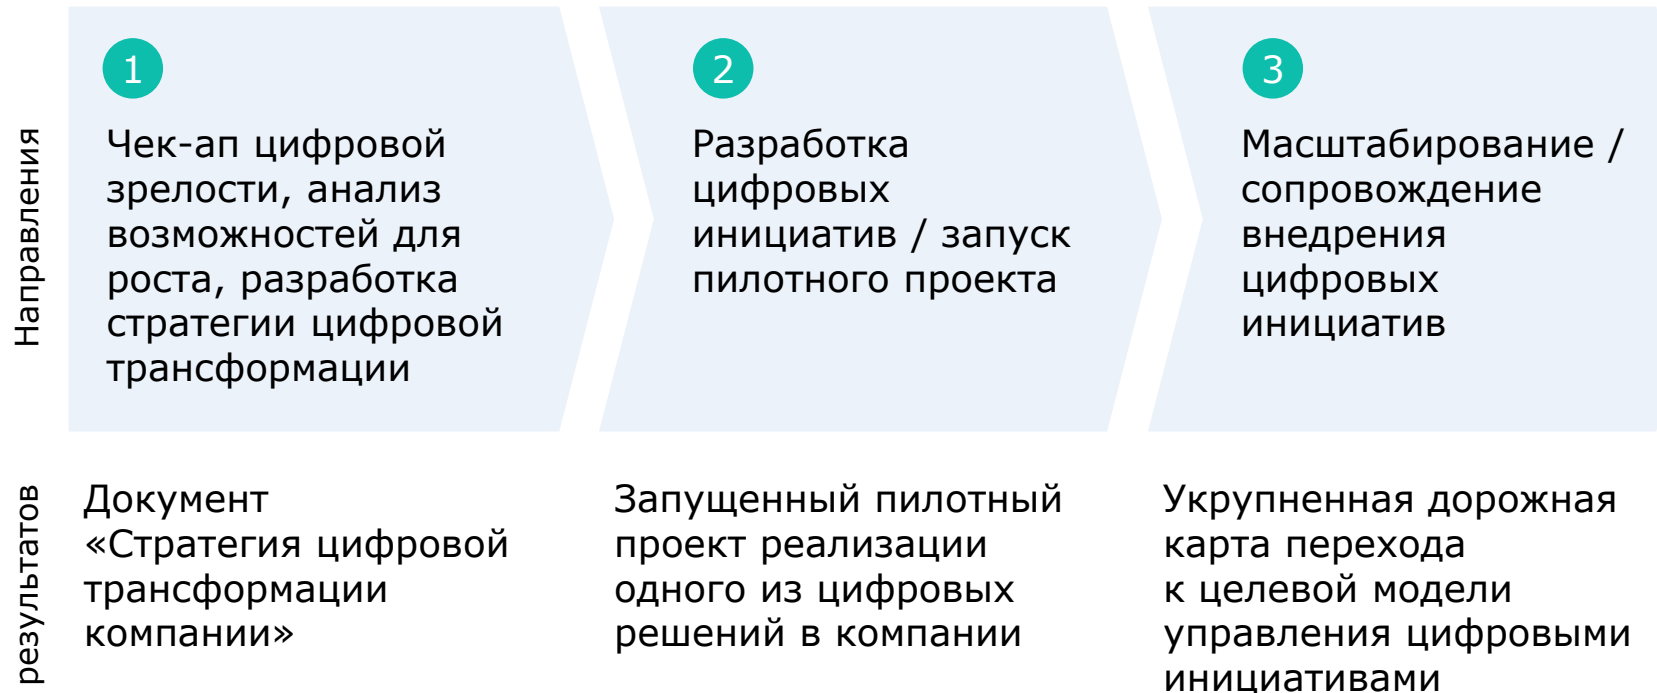 Направления
1
Чек-ап цифровой
зрелости, анализ
возможностей для
роста, разработка
стратегии цифровой
трансформации
2
Разработка
цифровых
инициатив / запуск
пилотного проекта
3
Масштабирование /
сопровождение
внедрения
цифровых
инициатив
результатов
Документ
«Стратегия цифровой
трансформации
компании»
Запущенный пилотный
проект реализации
одного из цифровых
решений в компании
Укрупненная дорожная
карта перехода
к целевой модели
управления цифровыми
инициативами